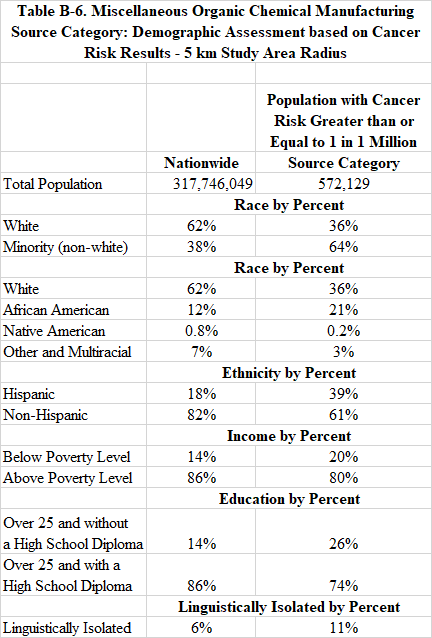 Table B-6. Miscellaneous Organic Chemical Manufacturing
Source Category: Demographic Assessment based on Cancer
Risk Results - 5 km Study Area Radius
Population with Cancer
Risk Greater than or
Equal to 1 in 1 Million
Nationwide Source Category
Total Population 317,746,049 572,129
Race by Percent
White 62% 36%
Minority (non-white) 38% 64%
Race by Percent
White 62% 36%
African American 12% 21%
Native American 0.8% 0.2%
Other and Multiracial 7% 3%
Ethnicity by Percent
Hispanic 18% 39%
Non-Hispanic 82% 61%
Income by Percent
Below Poverty Level 14% 20%
Above Poverty Level 86% 80%
Education by Percent
Over 25 and without
a High School Diploma 14% 26%
Over 25 and with a
High School Diploma 86% 74%
Linguistically Isolated by Percent
Linguistically Isolated 6% 11%